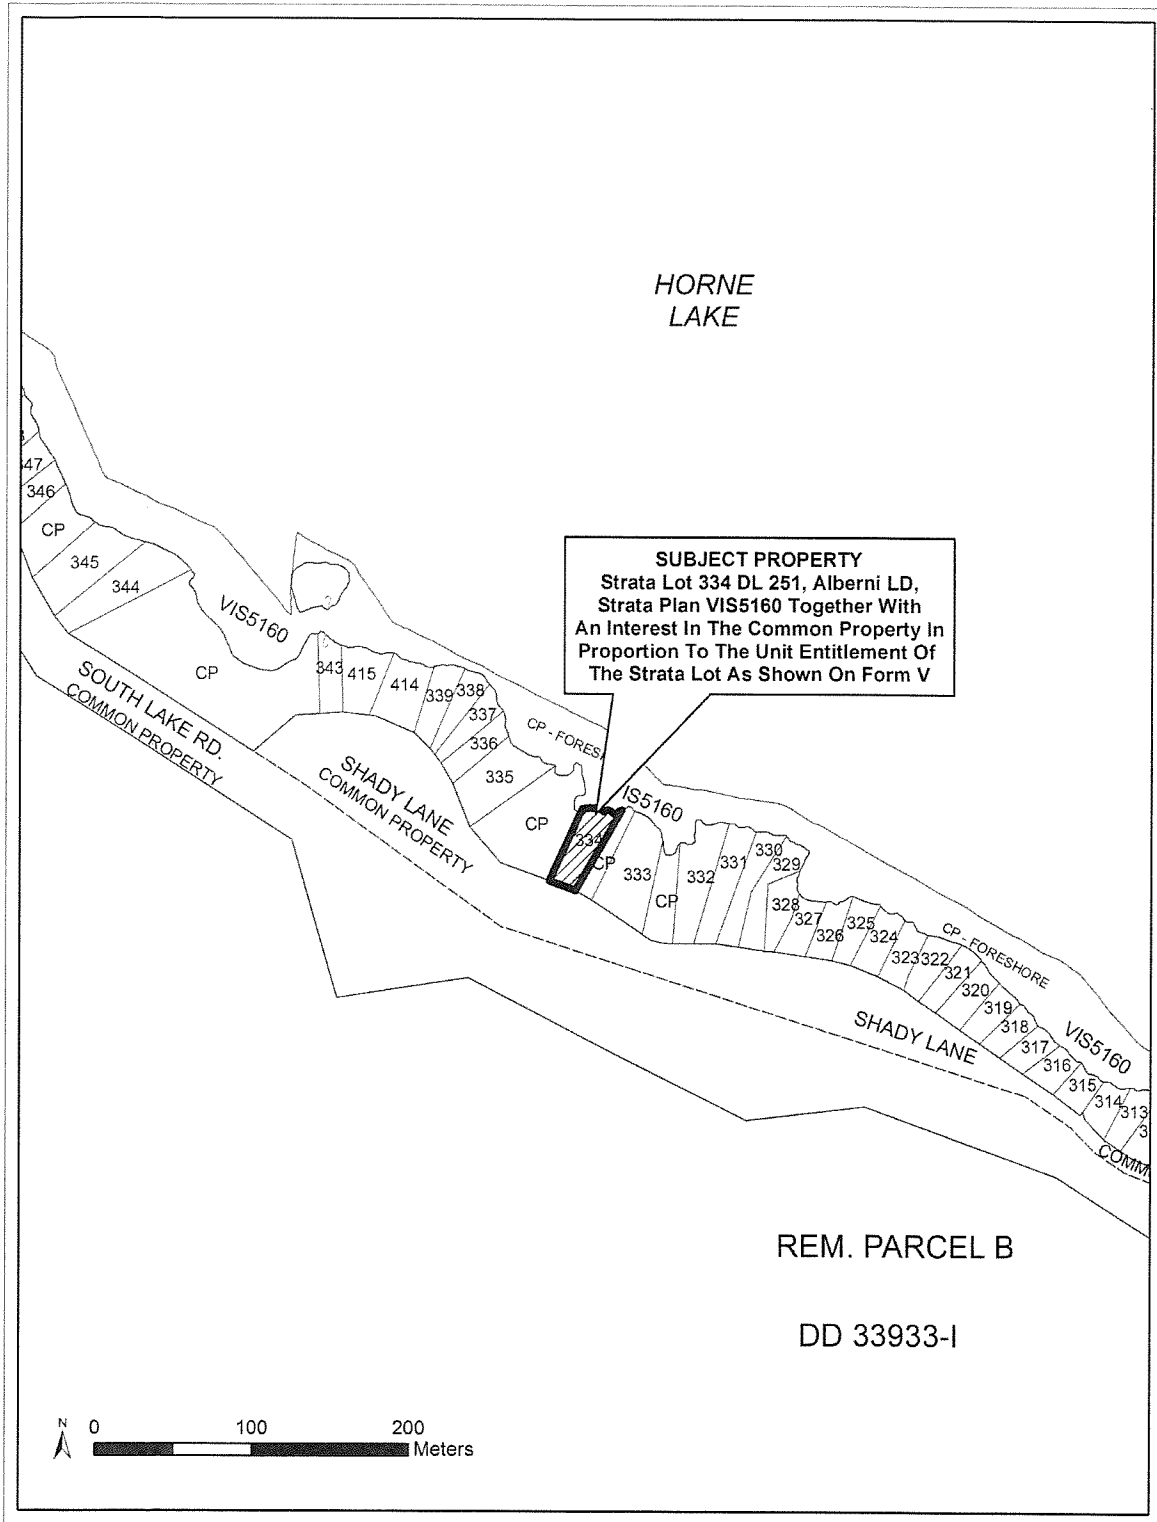 HORNE
LAKE
SUBJECT PROPERTY
Strata Lot 334 DL 251, Alberni LD,
Strata Plan VIS5160 Together With
An Interest In The Common Property In
Proportion To The Unit Entitlement Of
The Strata Lot As Shown On Form V
347
346
CP
345
344
VIS5160
CP
343
415
414
339
338
337
336
335
SOUTH LAKE RD.
COMMON PROPERTY
SHADY LANE
COMMON PROPERTY
CP - FORES
IS5160
CP
334
CP
333
CP
332
331
330
329
328
327
326
325
324
323
322
321
320
319
318
317
316
315
314
313
CP - FORESHORE
VIS5160
SHADY LANE
COMM
REM. PARCEL B
DD 33933-I
N
0 100 200
Meters